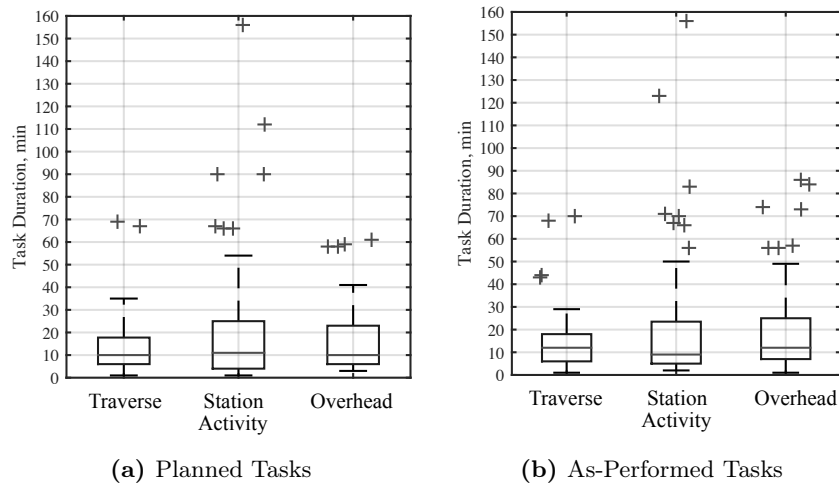 160
150
140
130
120
110
100
90
80
70
60
50
40
30
20
10
0
Task Duration, min
Traverse
Station
Activity
Overhead
(a) Planned Tasks
160
150
140
130
120
110
100
90
80
70
60
50
40
30
20
10
0
Task Duration, min
Traverse
Station
Activity
Overhead
(b) As-Performed Tasks